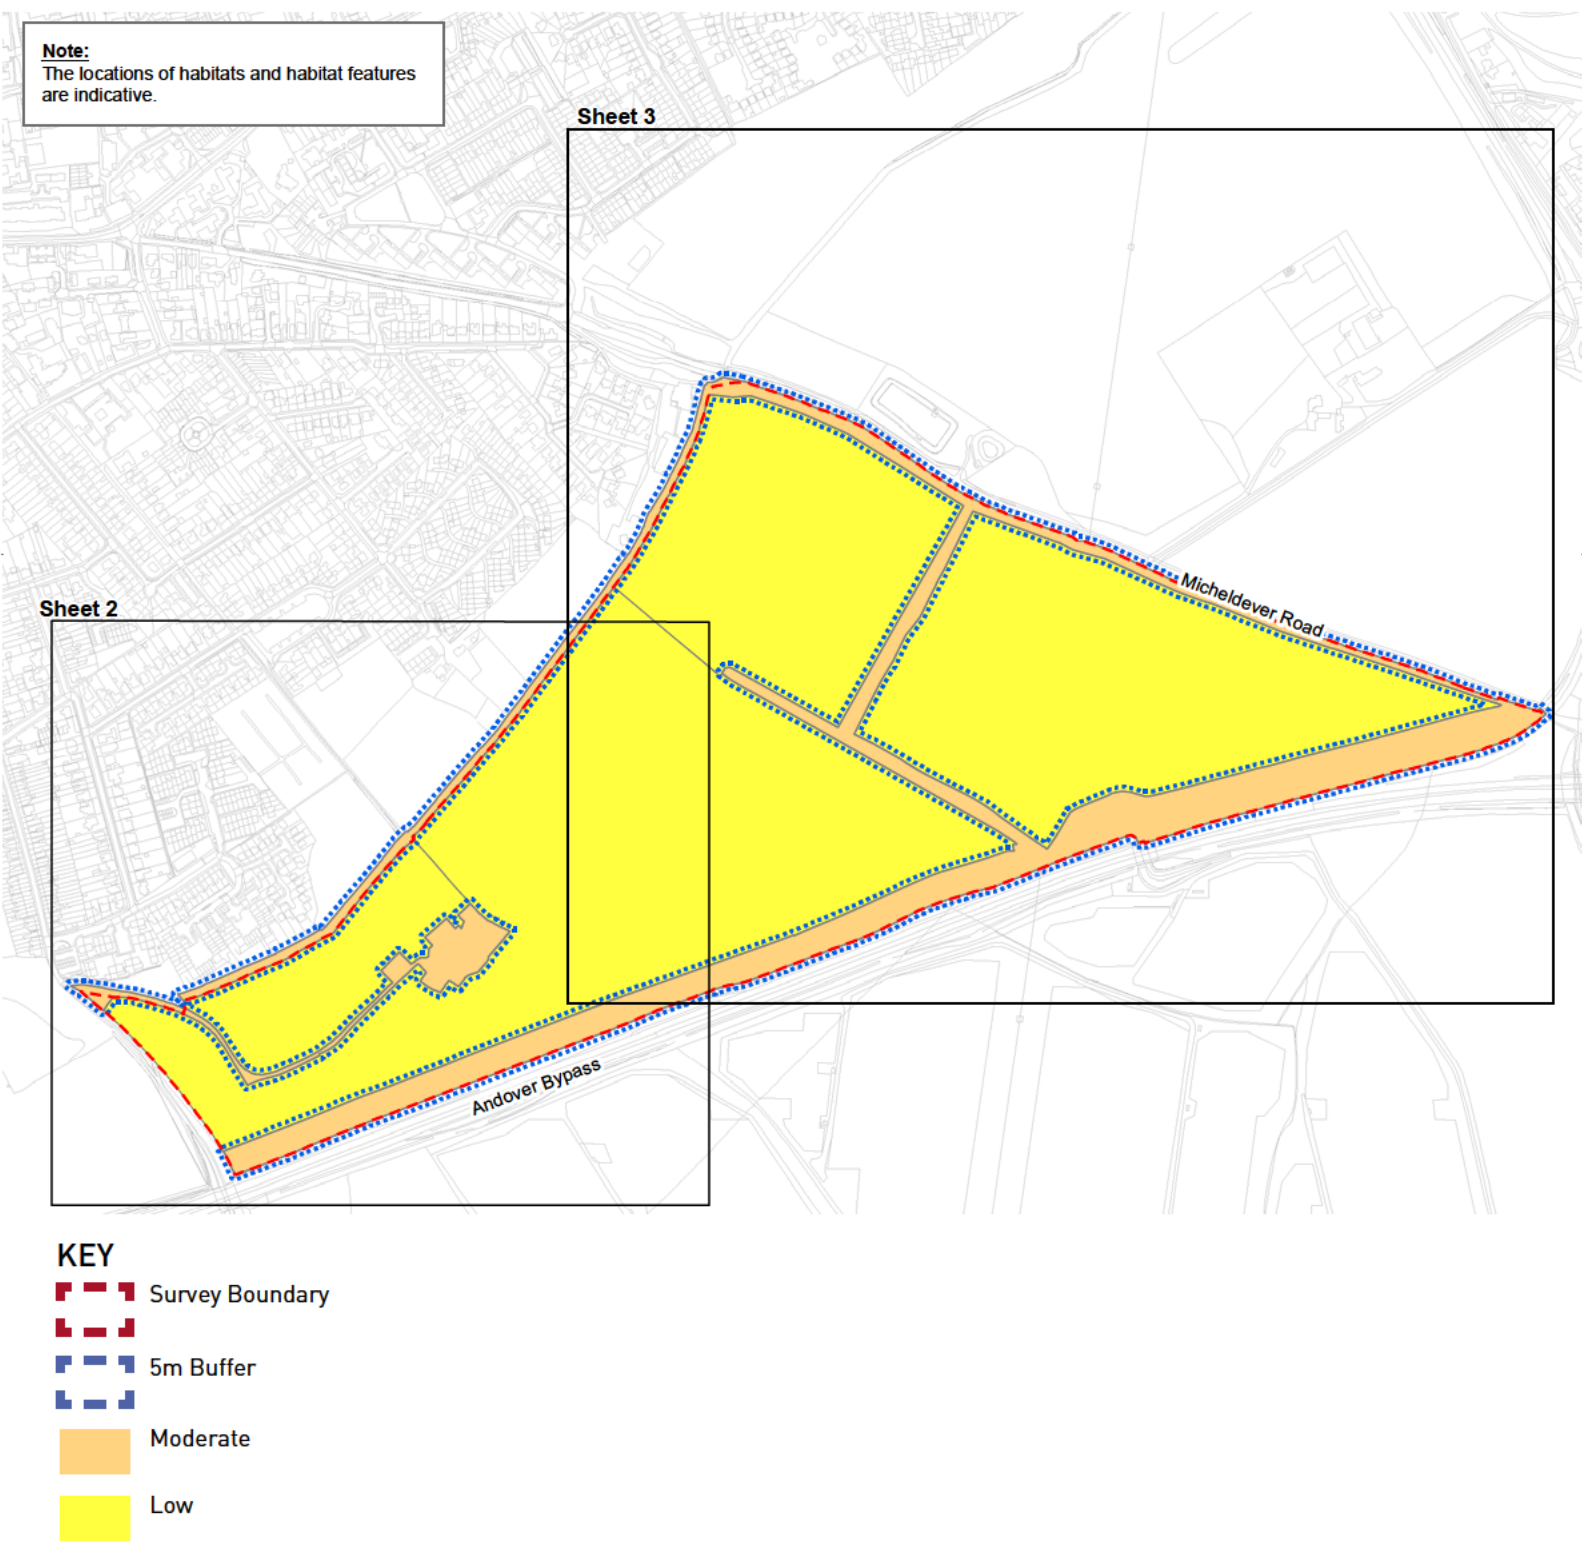 Note:
The locations of habitats and habitat features
are indicative.
Sheet 3
Micheldever Road
Sheet 2
Andover Bypass
KEY
Survey Boundary
5m Buffer
Moderate
Low